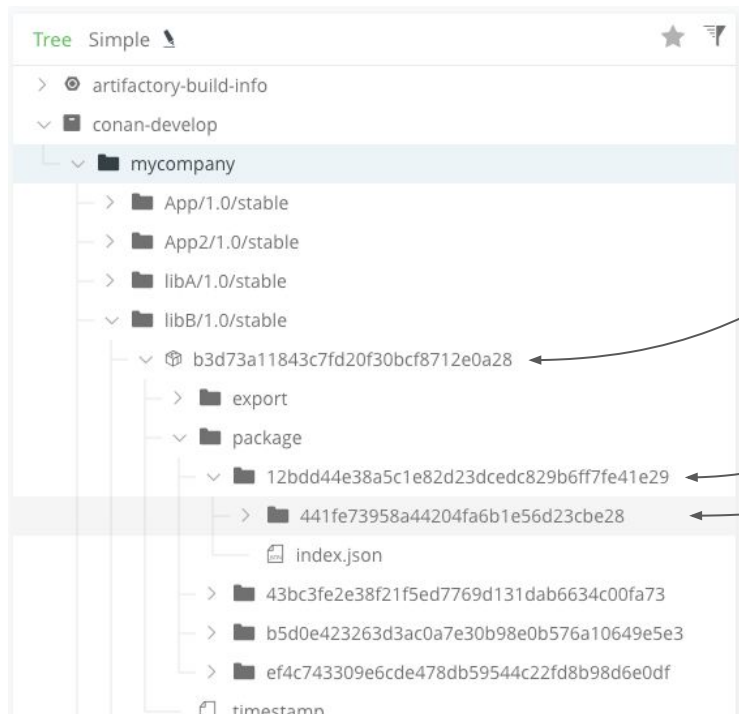 Tree Simple
artifactory-build-info
conan-develop
mycompany
App/1.0/stable
App2/1.0/stable
libA/1.0/stable
libB/1.0/stable
b3d73a11843c7fd20f30bcf8712e0a28
export
package
12bdd44e38a5c1e82d23dcedc829b6ff7fe41e29
441fe73958a44204fa6b1e56d23cbe28
index.json
43bc3fe2e38f21f5ed7769d131dab6634c00fa73
b5d0e423263d3ac0a7e30b98e0b576a10649e5e3
ef4c743309e6cde478db59544c22fd8b98d6e0df
timestamp